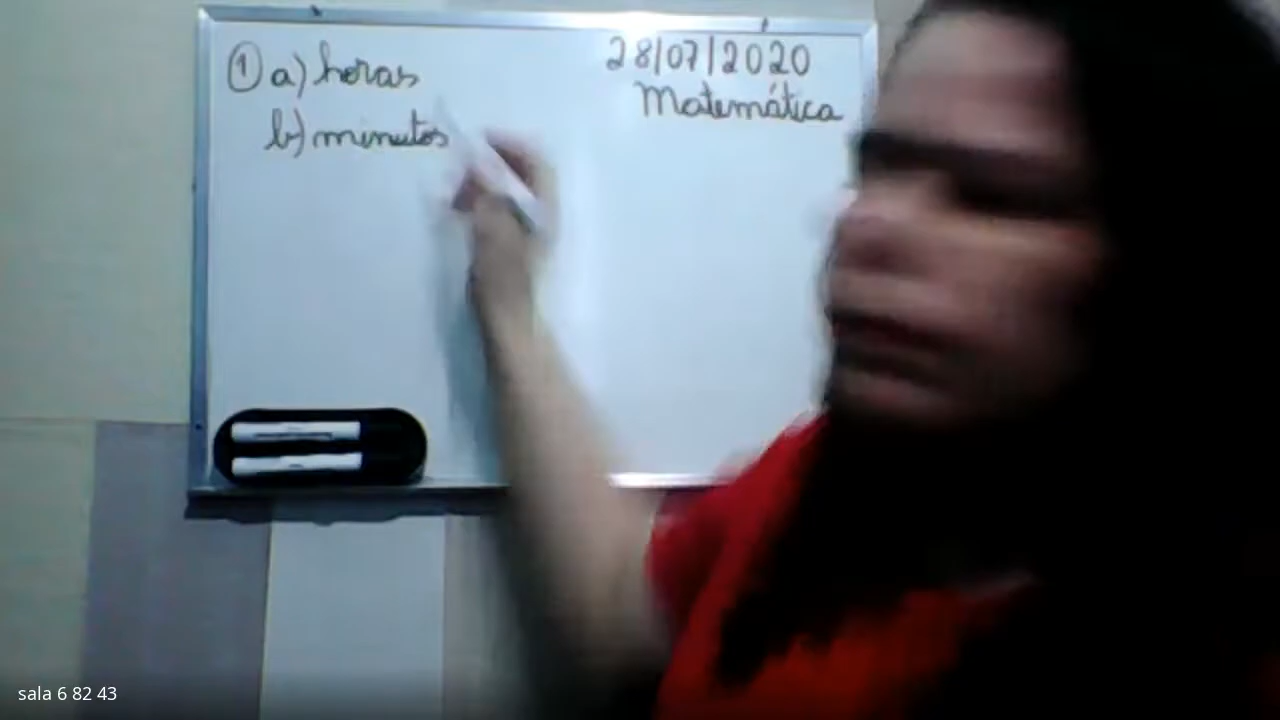 ① a) horas
b) minutos
28/07/2020
Matemática
sala 6 82 43